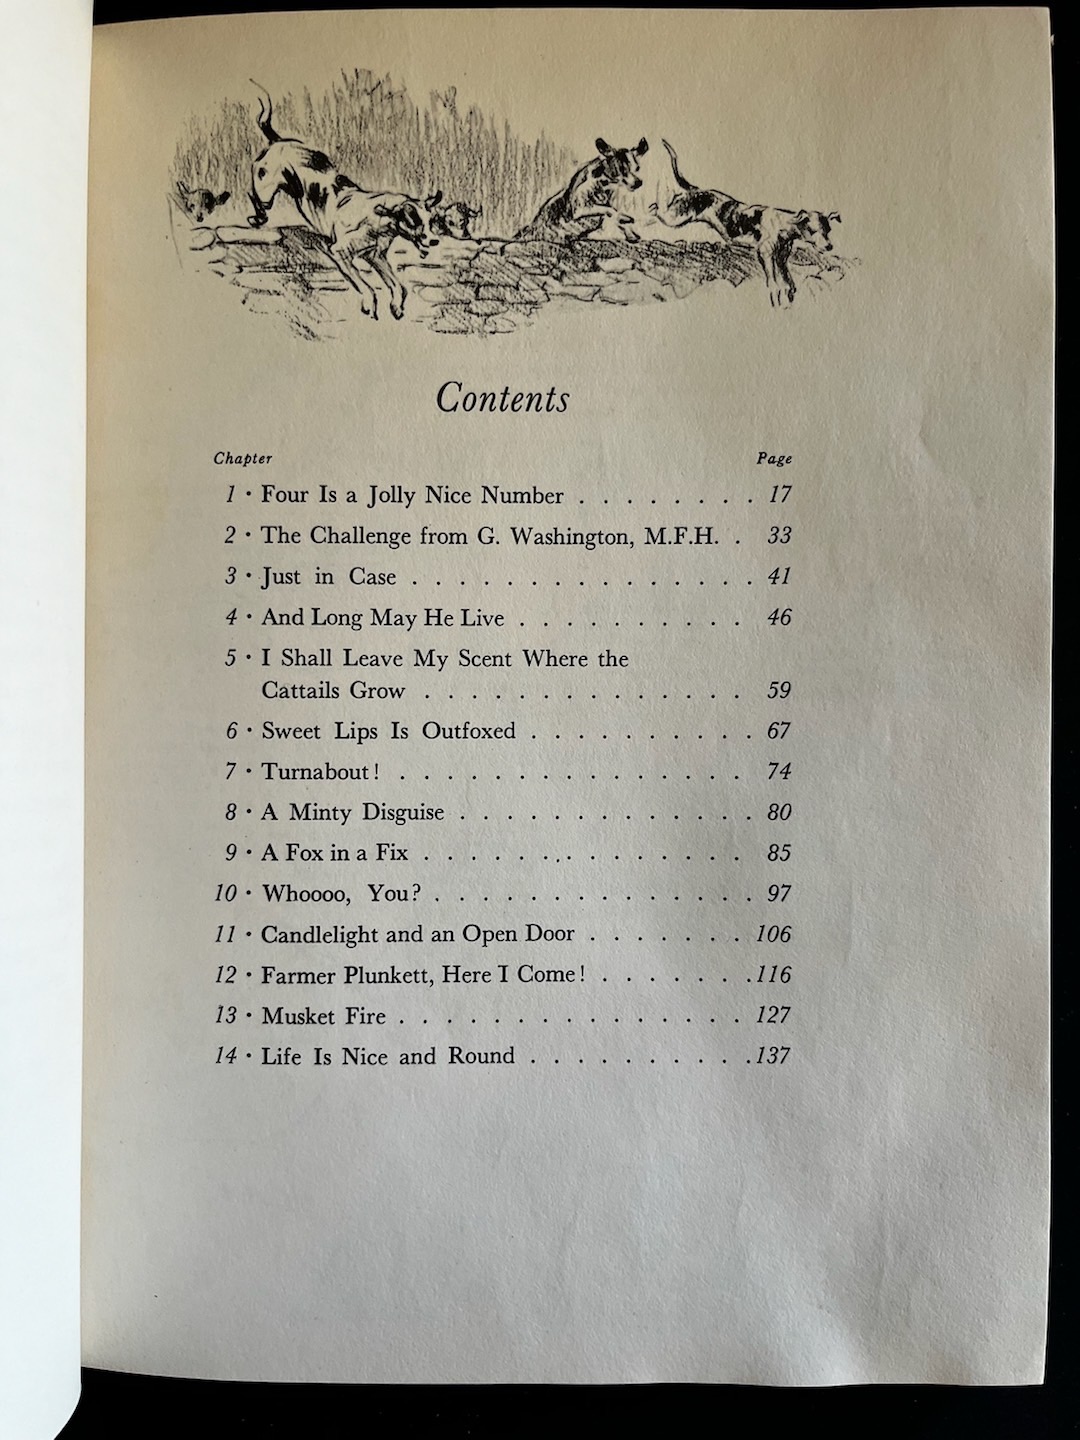 Contents
Chapter Page
1 · Four Is a Jolly Nice Number . . . . . . . . 17
2 · The Challenge from G. Washington, M.F.H. . 33
3 · Just in Case . . . . . . . . . . . . . . . 41
4 · And Long May He Live . . . . . . . . . . 46
5 · I Shall Leave My Scent Where the
Cattails Grow . . . . . . . . . . . . . . 59
6 · Sweet Lips Is Outfoxed . . . . . . . . . . 67
7 · Turnabout! . . . . . . . . . . . . . . . 74
8 · A Minty Disguise . . . . . . . . . . . . . 80
9 · A Fox in a Fix . . . . . . . . . . . . . . 85
10 · Whoooo, You? . . . . . . . . . . . . . . 97
11 · Candlelight and an Open Door . . . . . . . 106
12 · Farmer Plunkett, Here I Come! . . . . . . . 116
13 · Musket Fire . . . . . . . . . . . . . . . 127
14 · Life Is Nice and Round . . . . . . . . . . 137